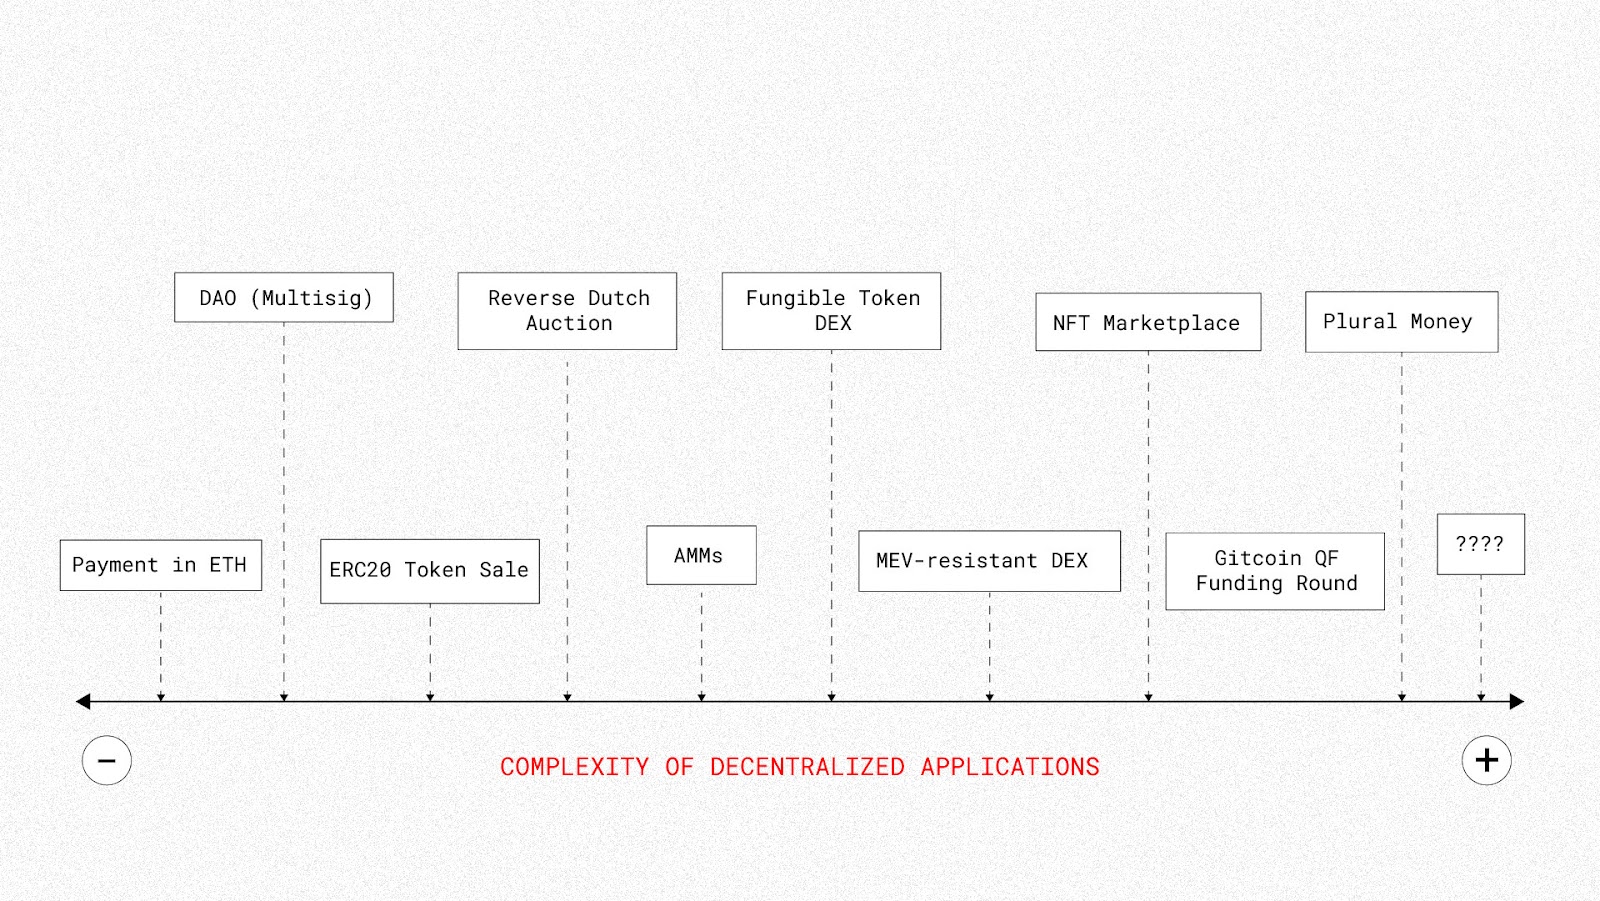 DAO (Multisig)
Reverse Dutch
Auction
Fungible Token
DEX
NFT Marketplace
Plural Money
Payment in ETH
ERC20 Token Sale
AMMs
MEV-resistant DEX
Gitcoin QF
Funding Round
????
−
+
COMPLEXITY OF DECENTRALIZED APPLICATIONS